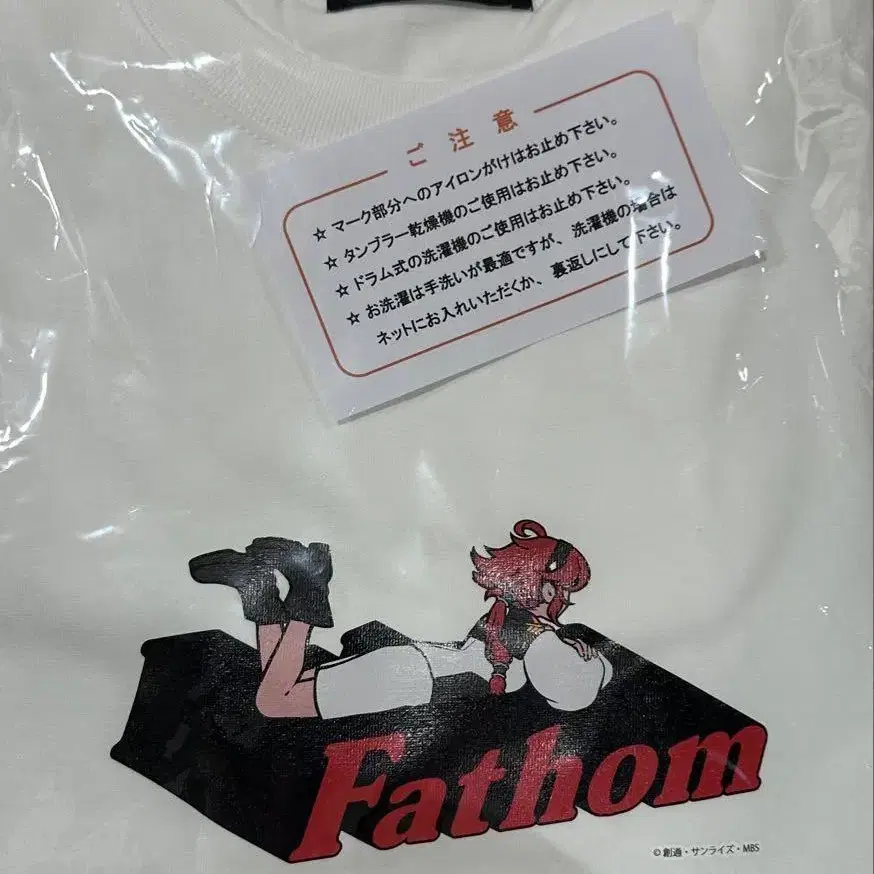 ご注意
☆ マーク部分へのアイロンがけはお止め下さい。
☆ タンブラー乾燥機のご使用はお止め下さい。
☆ ドラム式の洗濯機のご使用はお止め下さい。
☆ お洗濯は手洗いが最適ですが、洗濯機の場合は
ネットにお入れいただくか、裏返しにして下さい。
Fathom
©創通・サンライズ・MBS